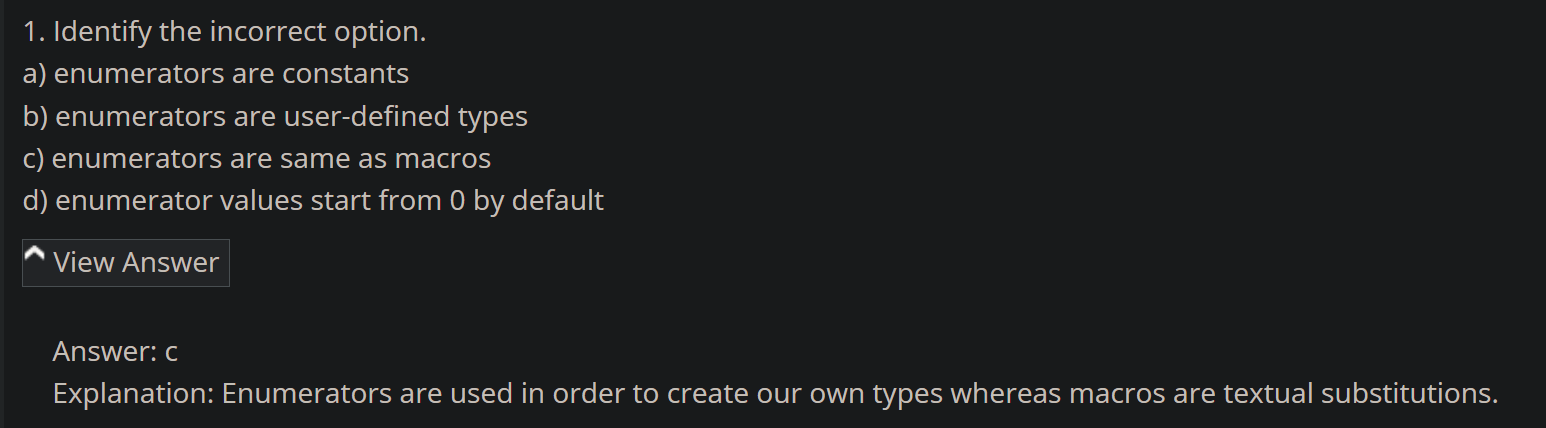 1. Identify the incorrect option.
a) enumerators are constants
b) enumerators are user-defined types
c) enumerators are same as macros
d) enumerator values start from 0 by default
View Answer
Answer: c
Explanation: Enumerators are used in order to create our own types whereas macros are textual substitutions.